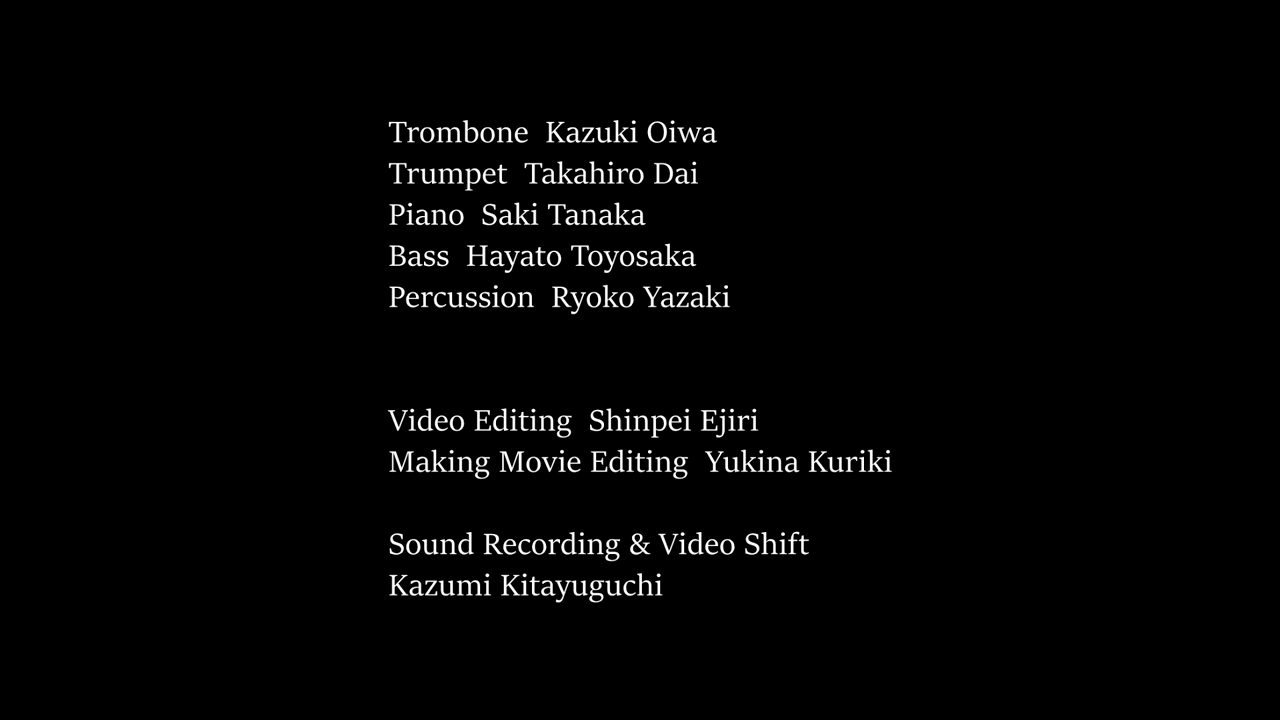 Trombone  Kazuki Oiwa
Trumpet  Takahiro Dai
Piano  Saki Tanaka
Bass  Hayato Toyosaka
Percussion  Ryoko Yazaki
Video Editing  Shinpei Ejiri
Making Movie Editing  Yukina Kuriki
Sound Recording & Video Shift
Kazumi Kitayuguchi